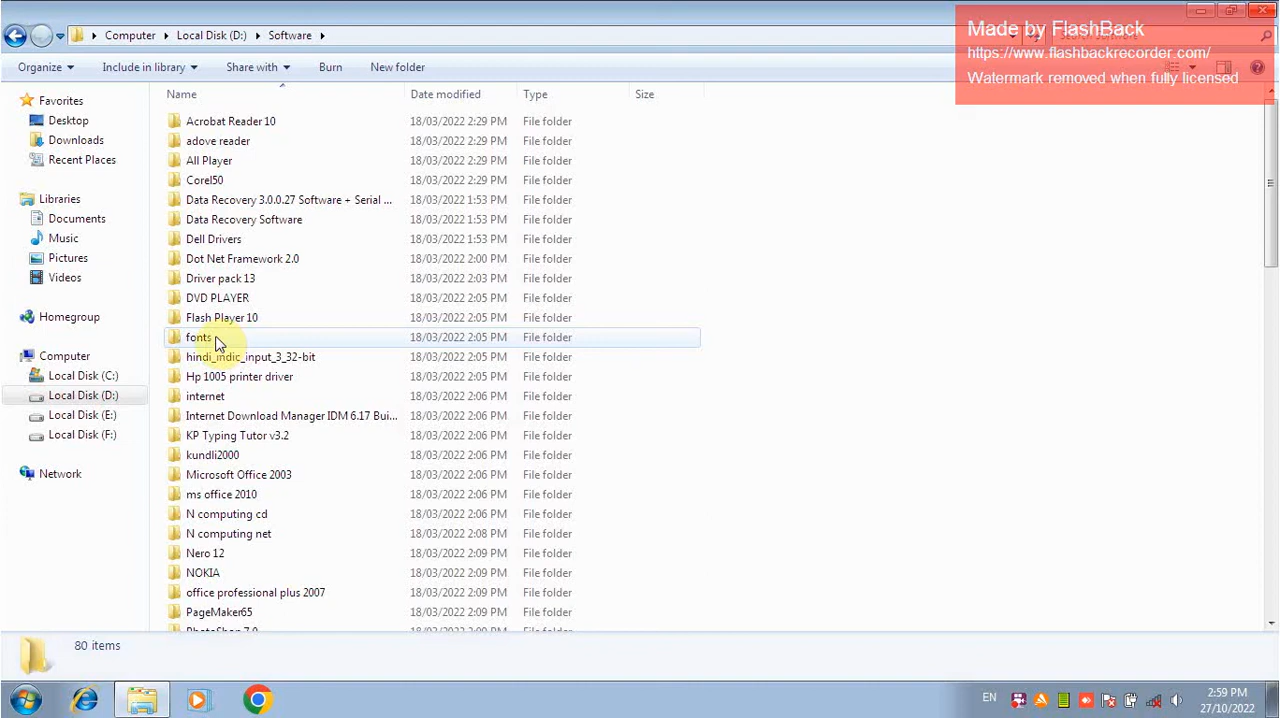 Made by FlashBack
https://www.flashbackrecorder.com/
Watermark removed when fully licensed
Computer Local Disk (D:) Software
Organize Include in library Share with Burn New folder
Name Date modified Type Size
Favorites
Desktop
Downloads
Recent Places
Libraries
Documents
Music
Pictures
Videos
Homegroup
Computer
Local Disk (C:)
Local Disk (D:)
Local Disk (E:)
Local Disk (F:)
Network
Acrobat Reader 10 18/03/2022 2:29 PM File folder
adove reader 18/03/2022 2:29 PM File folder
All Player 18/03/2022 2:29 PM File folder
Corel50 18/03/2022 2:29 PM File folder
Data Recovery 3.0.0.27 Software + Serial ... 18/03/2022 1:53 PM File folder
Data Recovery Software 18/03/2022 1:53 PM File folder
Dell Drivers 18/03/2022 1:53 PM File folder
Dot Net Framework 2.0 18/03/2022 2:00 PM File folder
Driver pack 13 18/03/2022 2:03 PM File folder
DVD PLAYER 18/03/2022 2:05 PM File folder
Flash Player 10 18/03/2022 2:05 PM File folder
fonts 18/03/2022 2:05 PM File folder
hindi_indic_input_3_32-bit 18/03/2022 2:05 PM File folder
Hp 1005 printer driver 18/03/2022 2:05 PM File folder
internet 18/03/2022 2:06 PM File folder
Internet Download Manager IDM 6.17 Bui... 18/03/2022 2:06 PM File folder
KP Typing Tutor v3.2 18/03/2022 2:06 PM File folder
kundli2000 18/03/2022 2:06 PM File folder
Microsoft Office 2003 18/03/2022 2:06 PM File folder
ms office 2010 18/03/2022 2:06 PM File folder
N computing cd 18/03/2022 2:06 PM File folder
N computing net 18/03/2022 2:08 PM File folder
Nero 12 18/03/2022 2:09 PM File folder
NOKIA 18/03/2022 2:09 PM File folder
office professional plus 2007 18/03/2022 2:09 PM File folder
PageMaker65 18/03/2022 2:09 PM File folder
80 items
EN
2:59 PM
27/10/2022